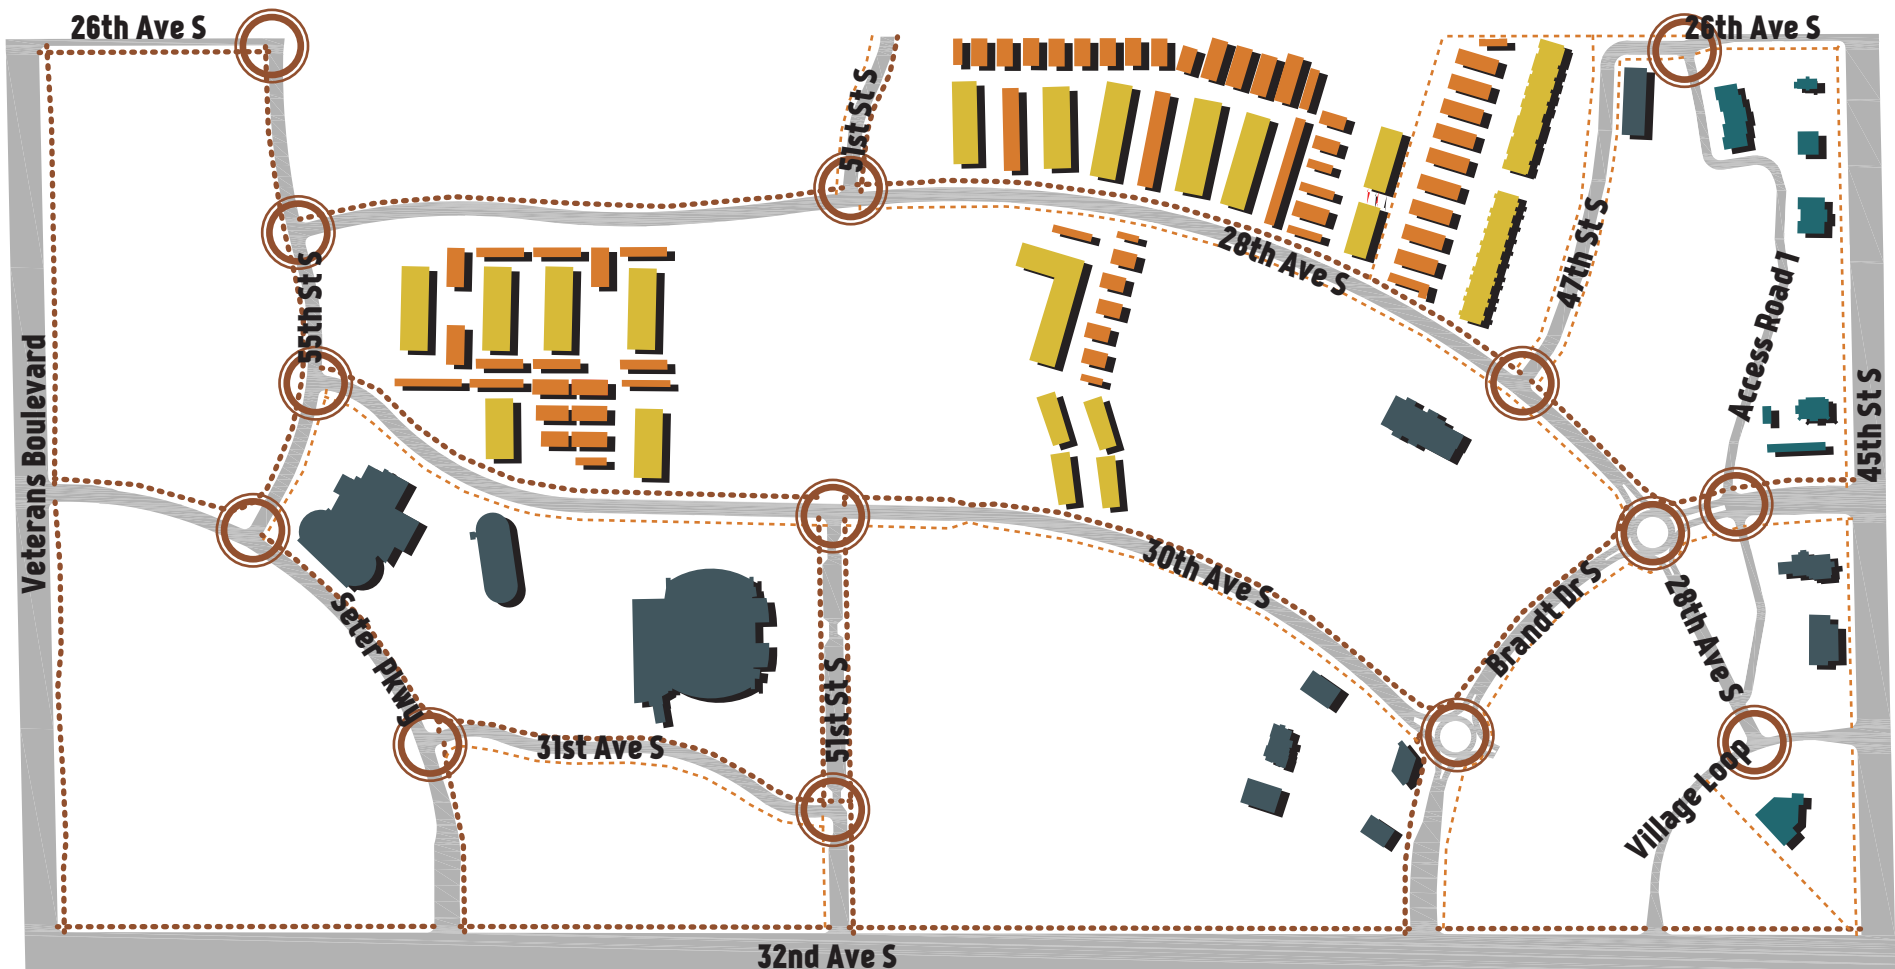 26th Ave S
26th Ave S
51st St S
47th St S
28th Ave S
55th St S
Access Road 1
Veterans Boulevard
45th St S
30th Ave S
Brandt Dr S
28th Ave S
Seter Pkwy
51st St S
31st Ave S
Village Loop
32nd Ave S